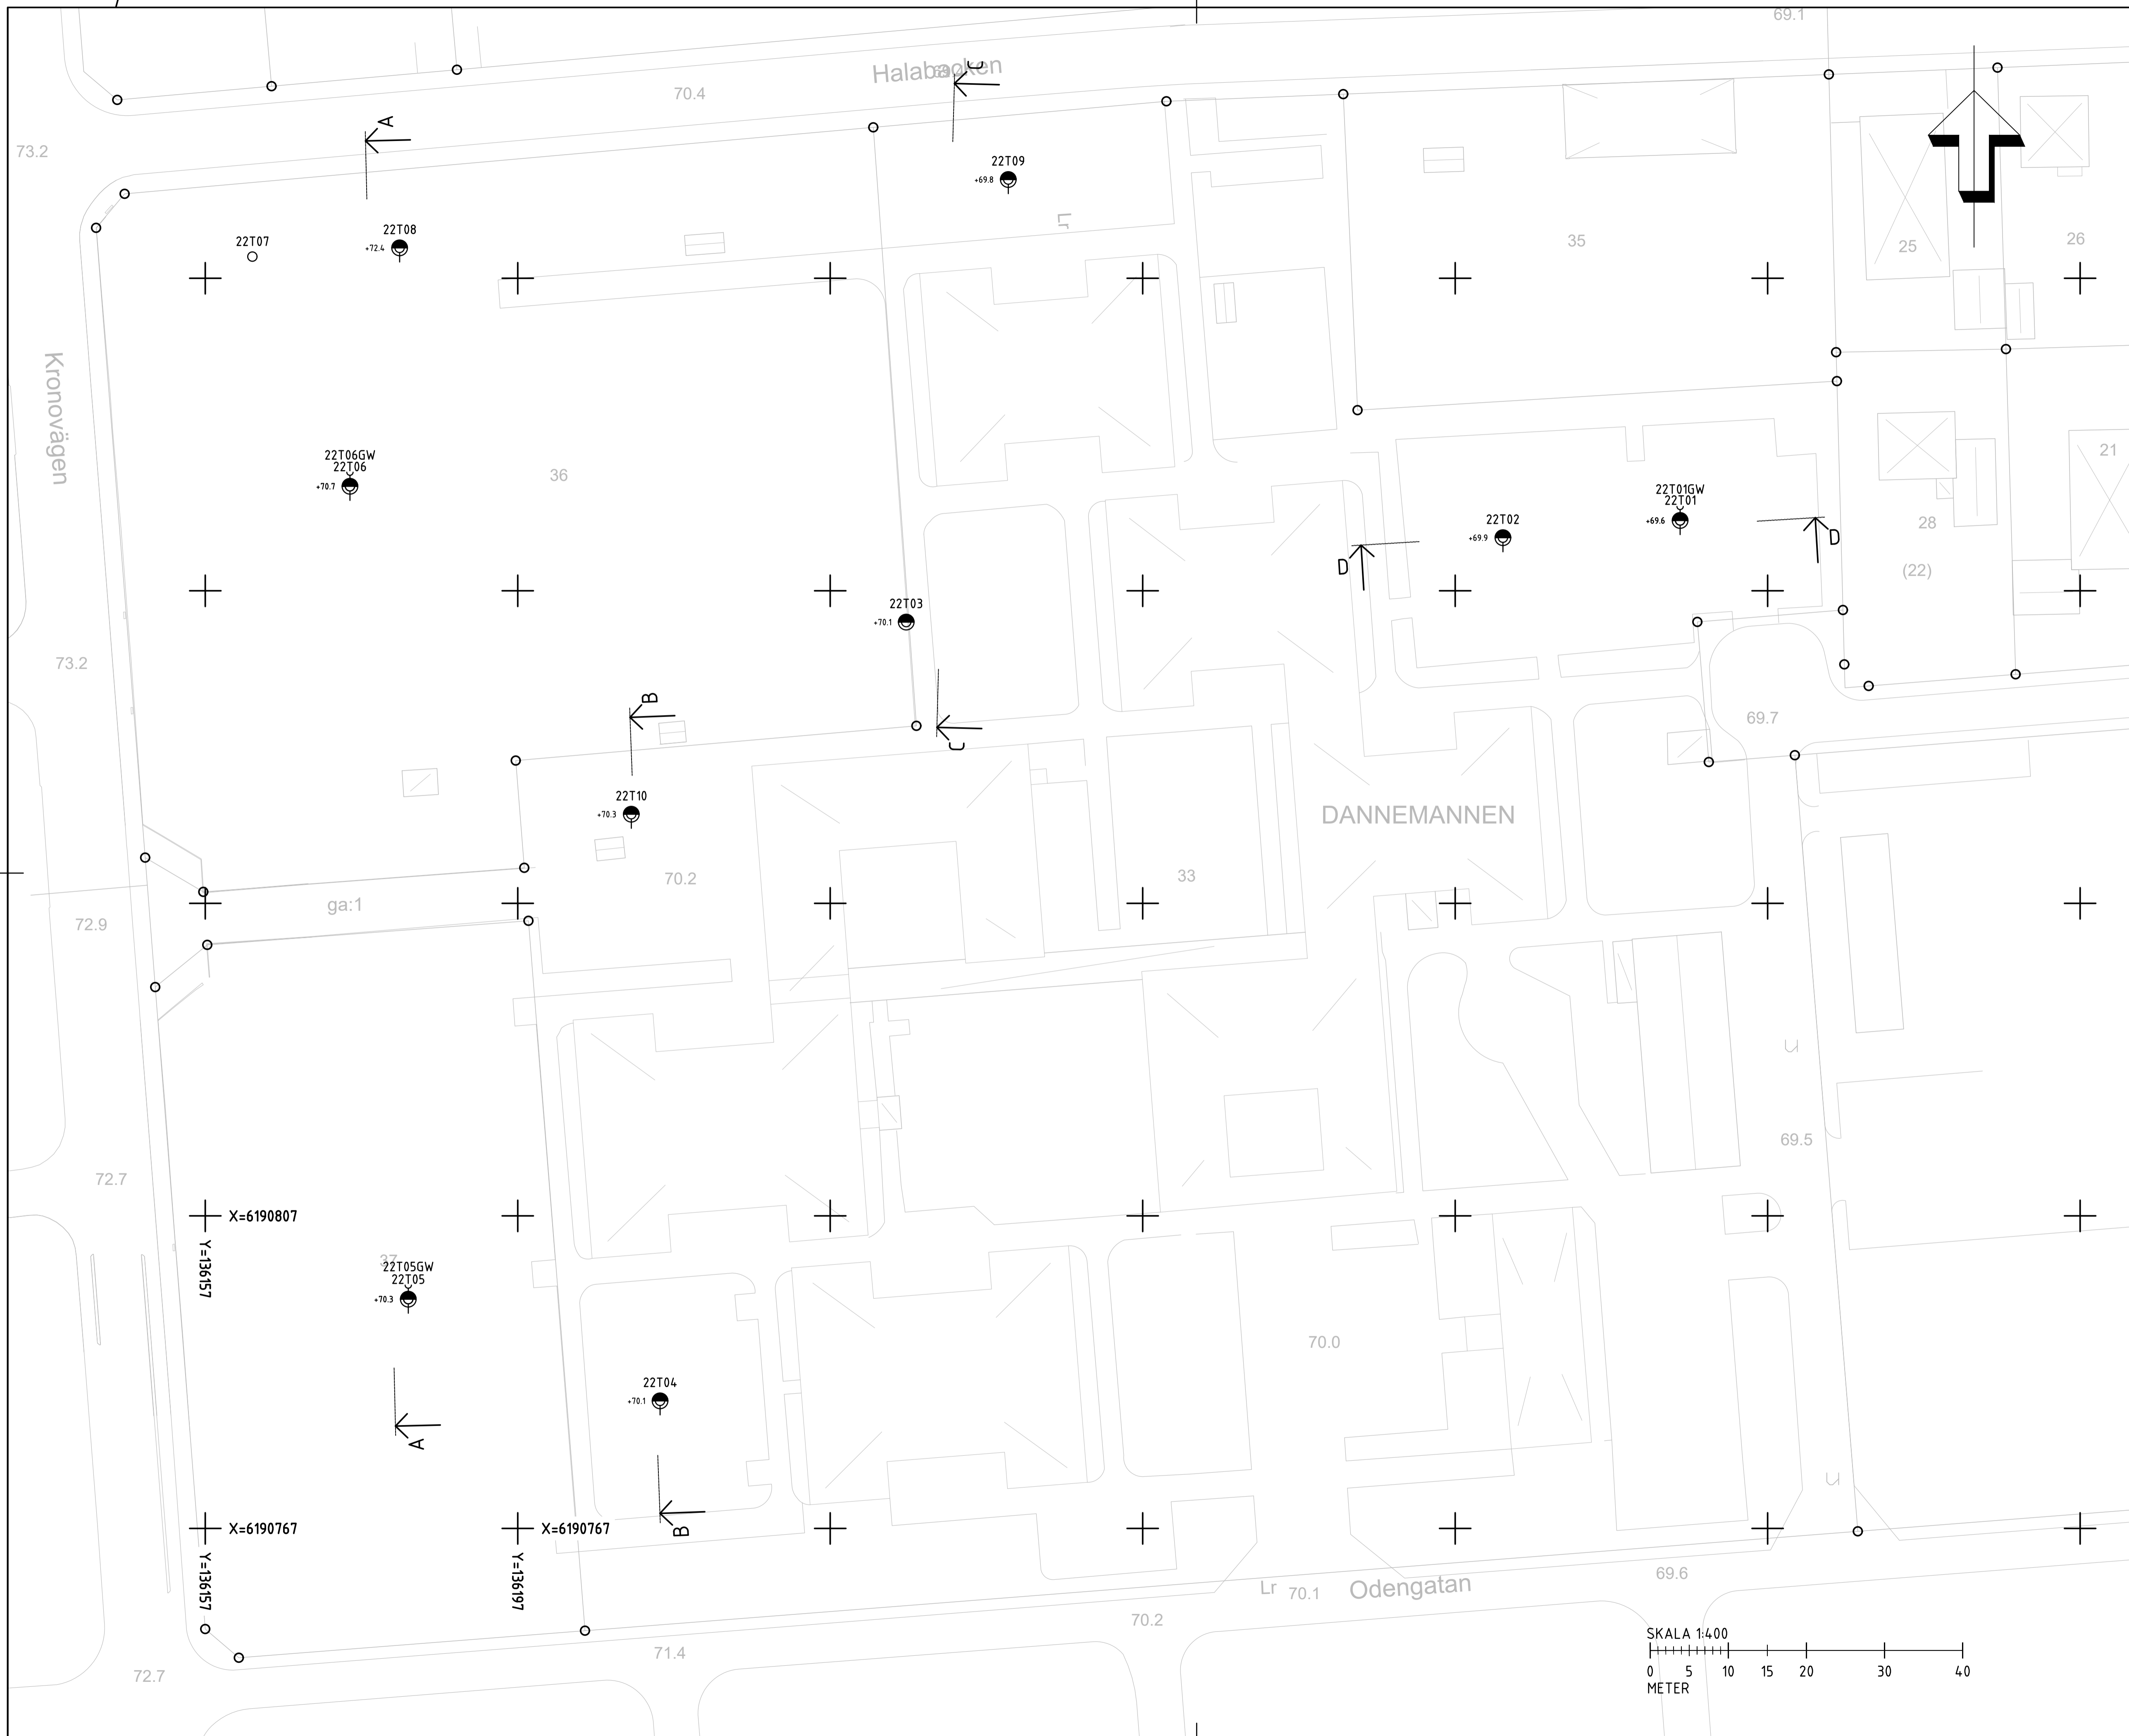 69.1
Halabacken
C
70.4
A
73.2
22T09
+69.8
Lr
22T07
22T08
+72.4
35
25
26
Kronovägen
22T06GW
22T06
+70.7
36
21
22T01GW
22T01
+69.6
22T02
+69.9
28
D
D
(22)
22T03
+70.1
73.2
B
69.7
C
22T10
+70.3
DANNEMANNEN
70.2
33
ga:1
72.9
69.5
72.7
X=6190807
Y=136157
37
22T05GW
22T05
+70.3
70.0
22T04
+70.1
A
X=6190767
Y=136157
X=6190767
Y=136197
B
Lr
70.1
Odengatan
69.6
70.2
71.4
72.7
SKALA 1:400
0 5 10 15 20 30 40
METER